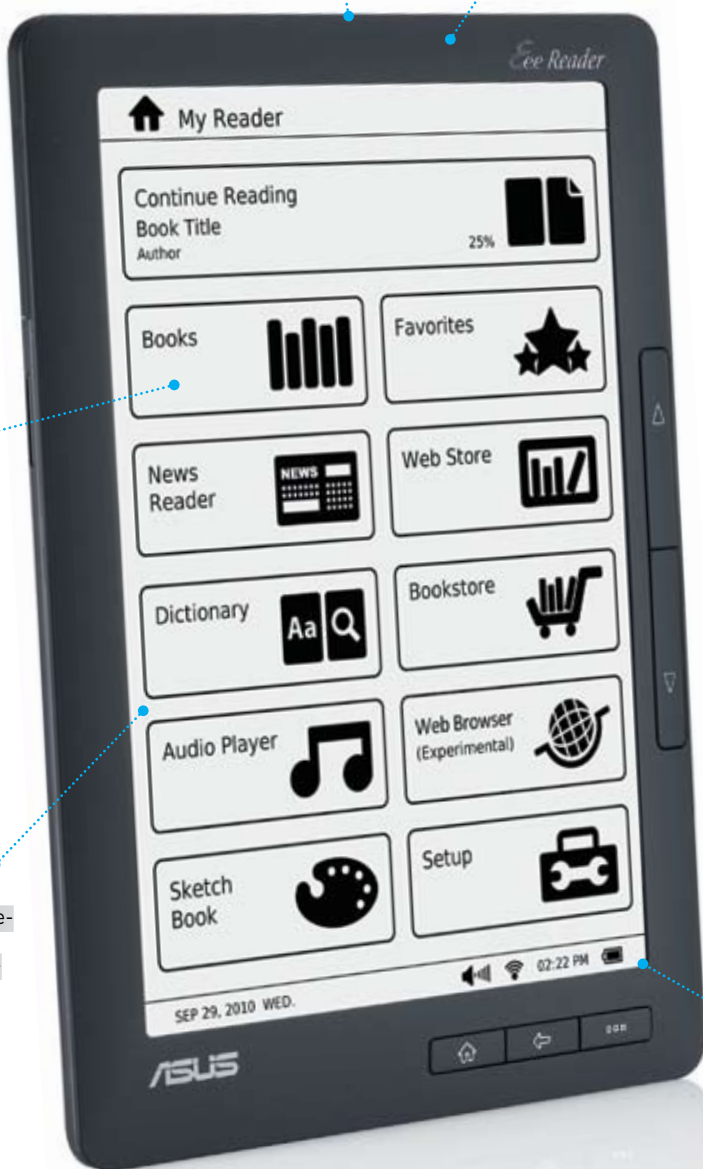 Eee Reader
My Reader
Continue Reading
Book Title
Author
25%
Books
Favorites
News
Reader
NEWS
Web Store
Dictionary
Aa
Bookstore
Audio Player
Web Browser
(Experimental)
Sketch
Book
Setup
SEP 29, 2010 WED.
02:22 PM
ASUS
e-